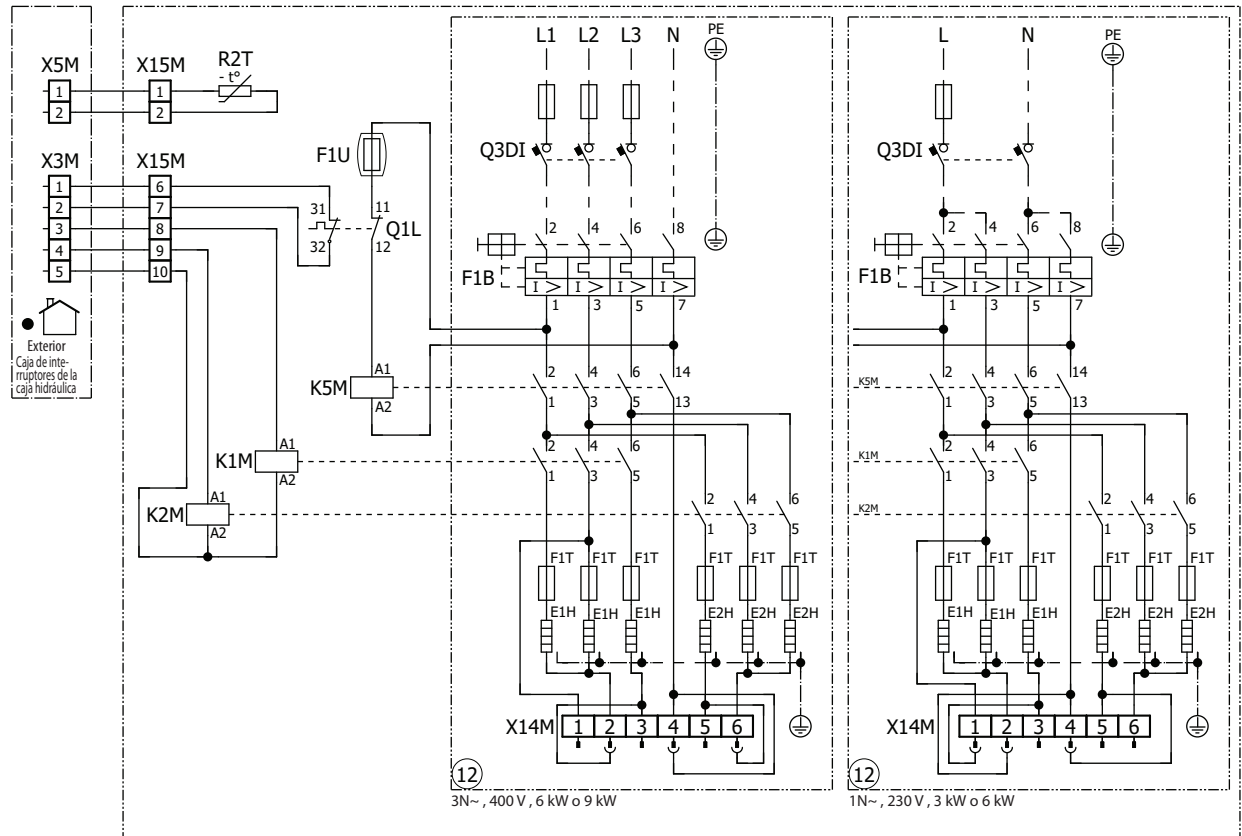 X5M
1
2
X15M
1
2
R2T
- t°
X3M
1
2
3
4
5
X15M
6
7
8
9
10
Exterior
Caja de inte-
rruptores de la
caja hidráulica
F1U
31
32
11
12
Q1L
K5M
A1
A2
K1M
A1
A2
K2M
A1
A2
L1 L2 L3 N PE
Q3DI
2 4 6 8
F1B
I > I > I > I >
1 3 5 7
2 4 6 14
1 3 5 13
2 4 6
1 3 5
2 4 6
1 3 5
F1T F1T F1T F1T F1T F1T
E1H E1H E1H E2H E2H E2H
X14M 1 2 3 4 5 6
12
3N~ , 400 V , 6 kW o 9 kW
L N PE
Q3DI
2 4 6 8
F1B
I > I > I > I >
1 3 5 7
K5M
2 4 6 14
1 3 5 13
K1M
2 4 6
1 3 5
K2M
2 4 6
1 3 5
F1T F1T F1T F1T F1T F1T
E1H E1H E1H E2H E2H E2H
X14M 1 2 3 4 5 6
12
1N~ , 230 V , 3 kW o 6 kW